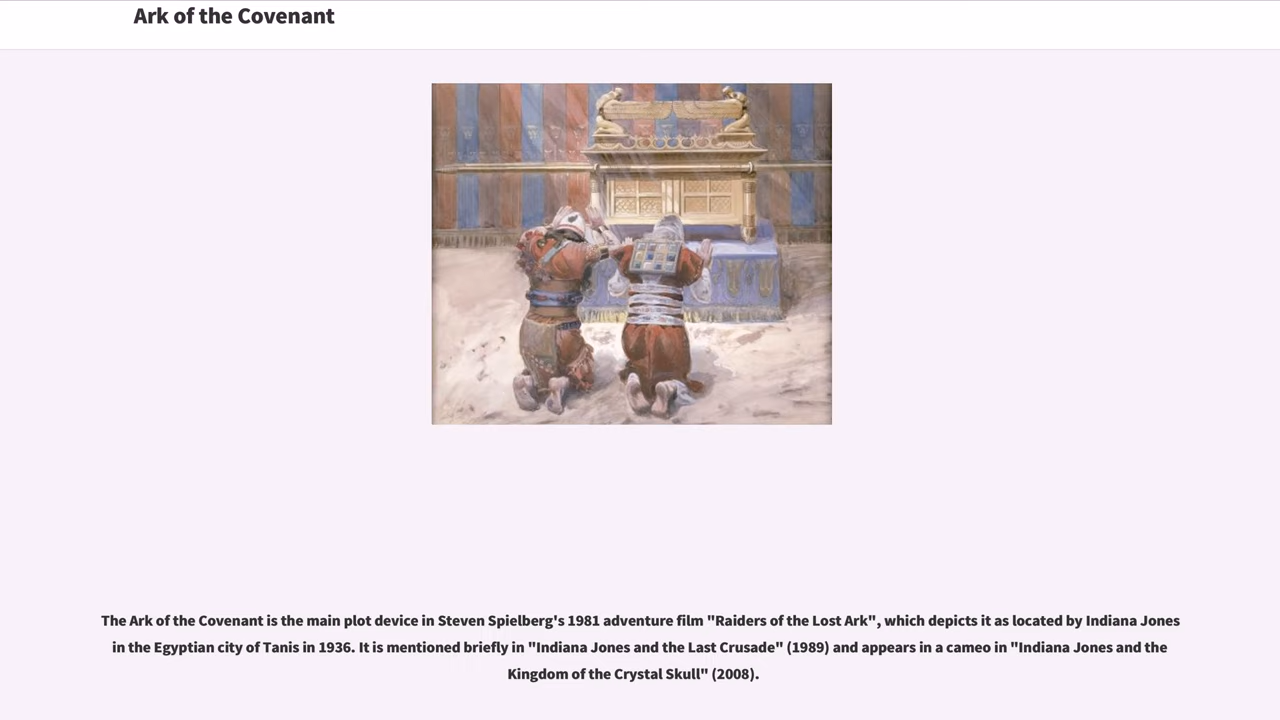 Ark of the Covenant
The Ark of the Covenant is the main plot device in Steven Spielberg's 1981 adventure film "Raiders of the Lost Ark", which depicts it as located by Indiana Jones
in the Egyptian city of Tanis in 1936. It is mentioned briefly in "Indiana Jones and the Last Crusade" (1989) and appears in a cameo in "Indiana Jones and the
Kingdom of the Crystal Skull" (2008).